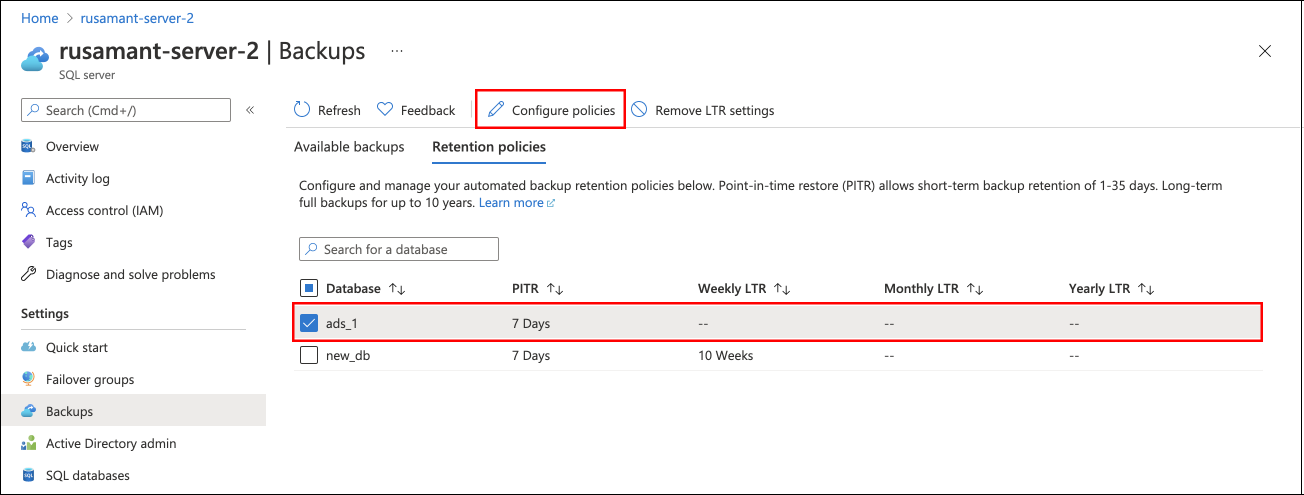 Home > rusamant-server-2
rusamant-server-2 | Backups ...
SQL server
Search (Cmd+/)
«
Refresh
Feedback
Configure policies
Remove LTR settings
Overview
Activity log
Access control (IAM)
Tags
Diagnose and solve problems
Settings
Quick start
Failover groups
Backups
Active Directory admin
SQL databases
Available backups
Retention policies
Configure and manage your automated backup retention policies below. Point-in-time restore (PITR) allows short-term backup retention of 1-35 days. Long-term
full backups for up to 10 years. Learn more
Search for a database
Database ↑↓ PITR ↑↓ Weekly LTR ↑↓ Monthly LTR ↑↓ Yearly LTR ↑↓
ads_1 7 Days -- -- --
new_db 7 Days 10 Weeks -- --